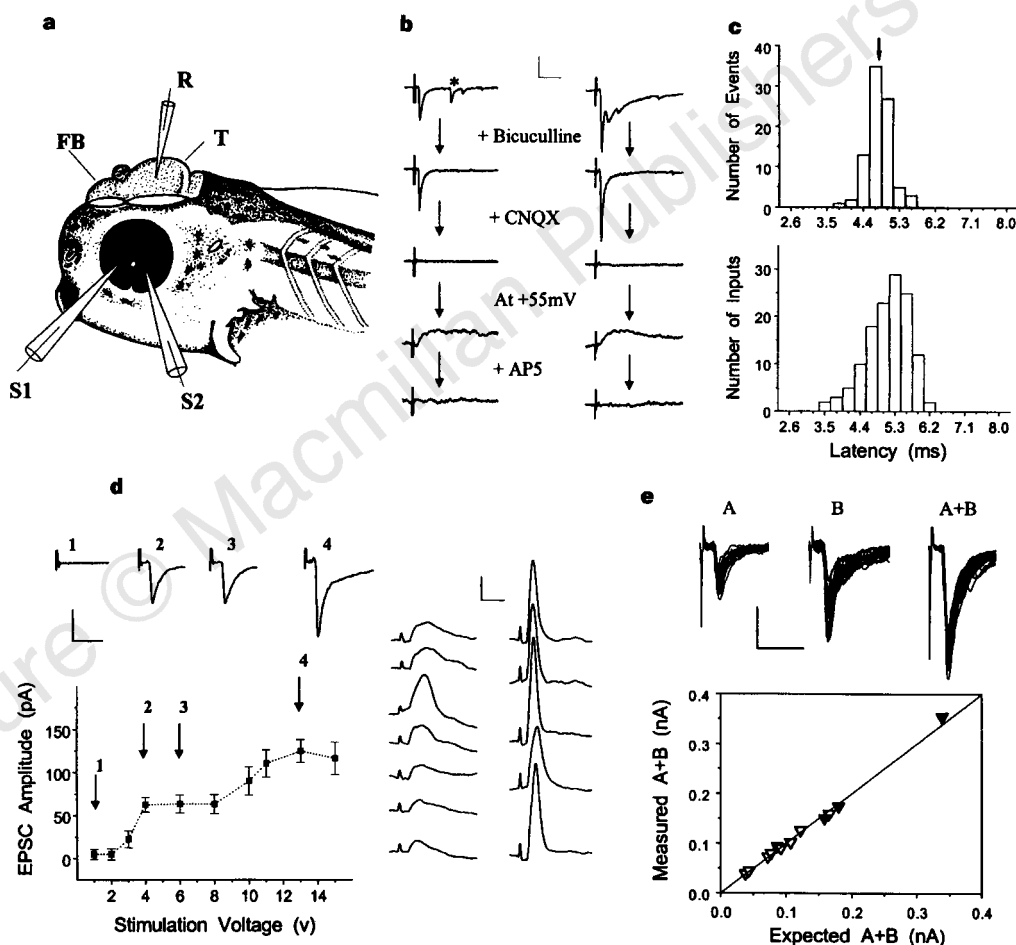 a
R
FB
T
S1
S2
b
*
+ Bicuculline
+ CNQX
At +55mV
+ AP5
c
Number of Events
40
30
20
10
0
2.6 3.5 4.4 5.3 6.2 7.1 8.0
Number of Inputs
30
20
10
0
2.6 3.5 4.4 5.3 6.2 7.1 8.0
Latency (ms)
d
1 2 3 4
EPSC Amplitude (pA)
150
100
50
0
1 2 3 4
2 4 6 8 10 12 14
Stimulation Voltage (v)
e
A B A+B
Measured A+B (nA)
0.4
0.3
0.2
0.1
0.0
0.0 0.1 0.2 0.3 0.4
Expected A+B (nA)
ure © Macmillan Publishers